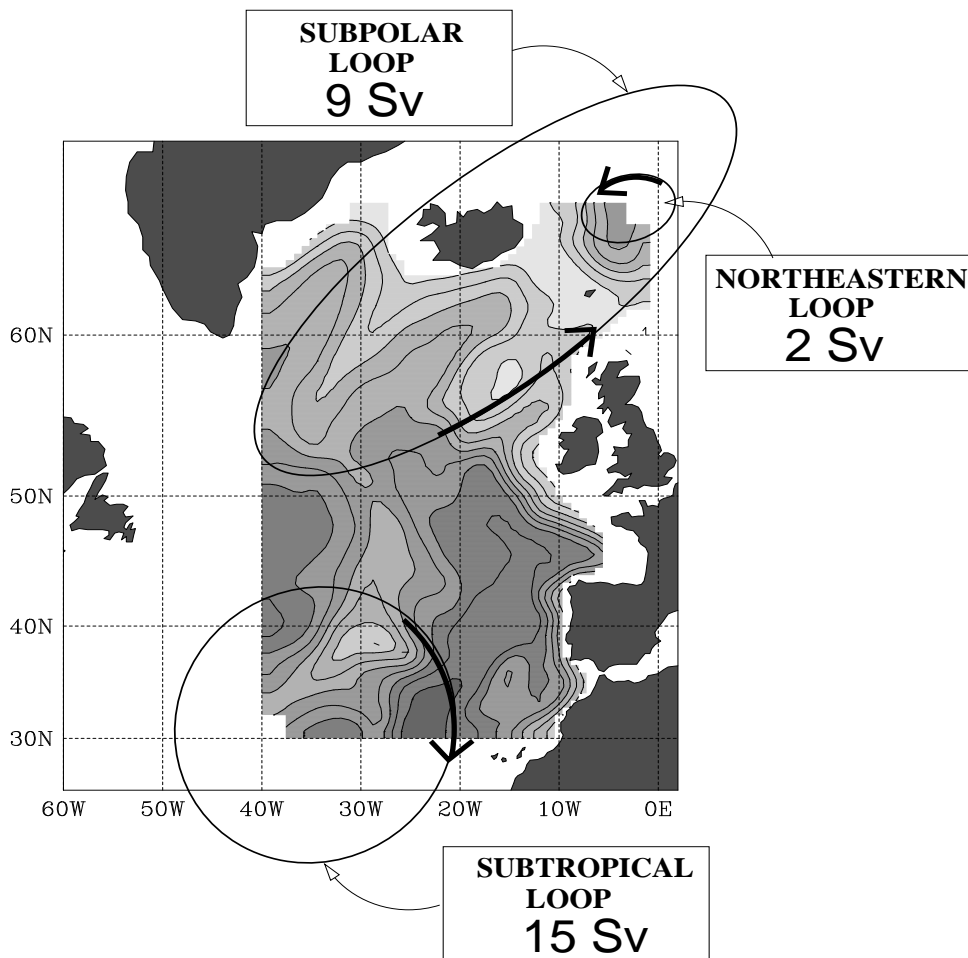 SUBPOLAR
LOOP
9 Sv
NORTHEASTERN
LOOP
2 Sv
60N
50N
40N
30N
60W 50W 40W 30W 20W 10W 0E
SUBTROPICAL
LOOP
15 Sv